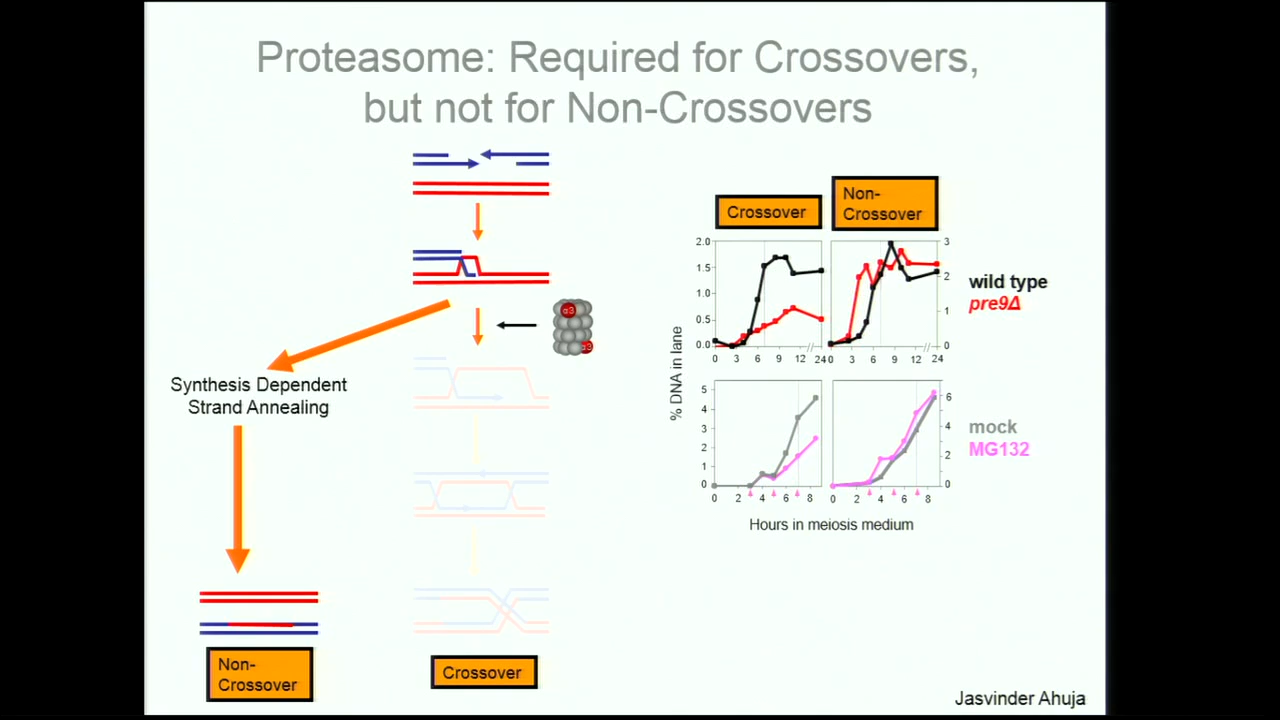 Proteasome: Required for Crossovers,
but not for Non-Crossovers
α3
α3
Synthesis Dependent
Strand Annealing
Non-
Crossover
Crossover
Crossover
Non-
Crossover
2.0
1.5
1.0
0.5
0.0
0 3 6 9 12 24
3
2
1
0
0 3 6 9 12 24
wild type
pre9Δ
% DNA in lane
5
4
3
2
1
0
0 2 4 6 8
6
4
2
0
0 2 4 6 8
mock
MG132
Hours in meiosis medium
Jasvinder Ahuja